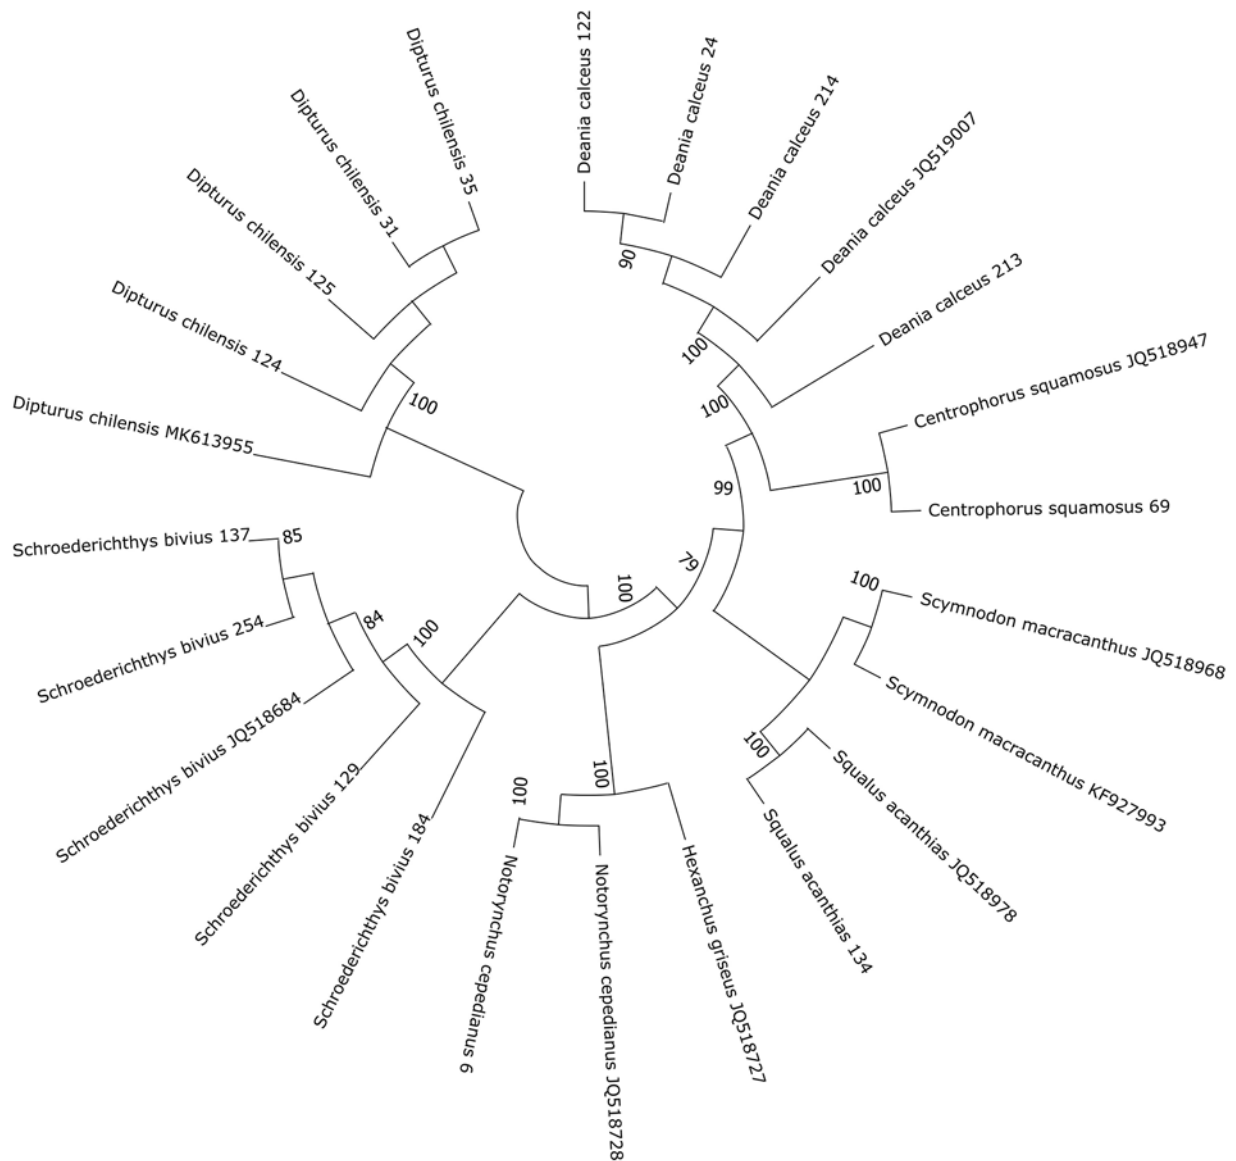 Deania calceus 122
Deania calceus 24
Deania calceus 214
Deania calceus JQ519007
Deania calceus 213
Centrophorus squamosus JQ518947
Centrophorus squamosus 69
Scymnodon macracanthus JQ518968
Scymnodon macracanthus KF927993
Squalus acanthias JQ518978
Squalus acanthias 134
Hexanchus griseus JQ518727
Notorynchus cepedianus JQ518728
Notorynchus cepedianus 6
Schroederichthys bivius 184
Schroederichthys bivius 129
Schroederichthys bivius JQ518684
Schroederichthys bivius 254
Schroederichthys bivius 137
Dipturus chilensis MK613955
Dipturus chilensis 124
Dipturus chilensis 125
Dipturus chilensis 31
Dipturus chilensis 35
90
100
100
100
99
79
100
100
100
100
100
100
84
85
100